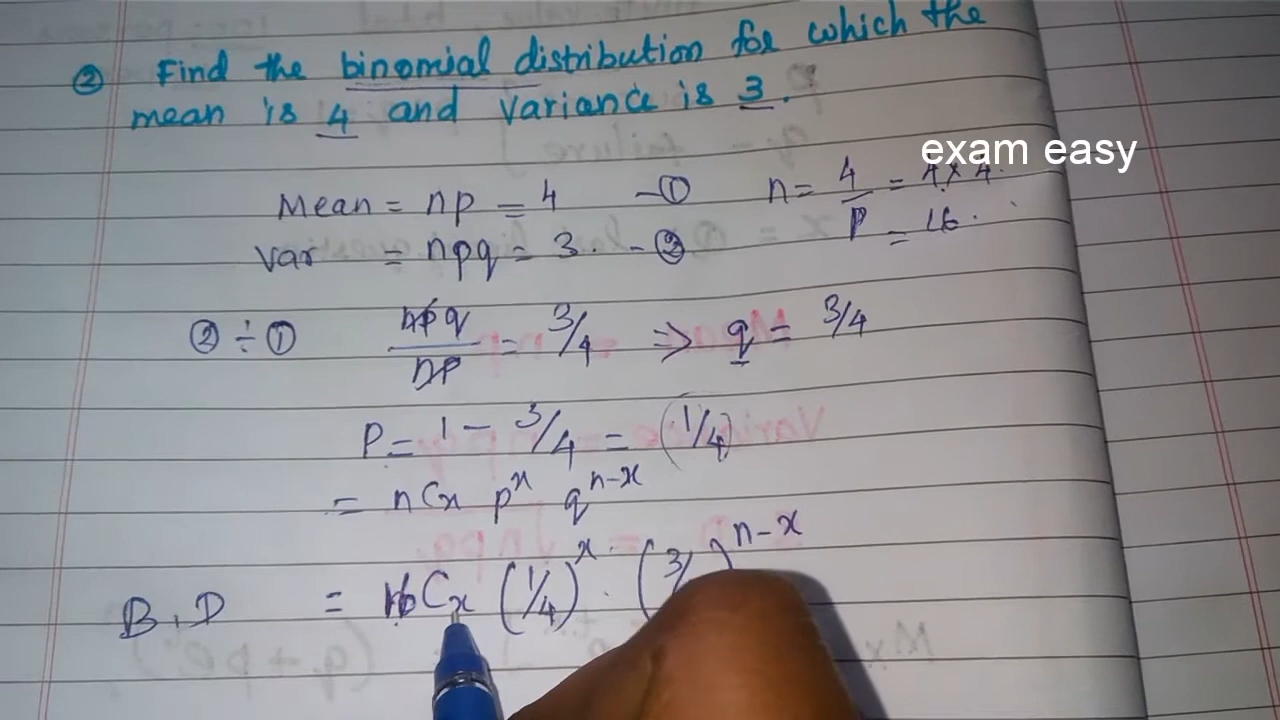 ② Find the binomial distribution for which the
mean is 4 and variance is 3.
exam easy
Mean = np = 4 -① n = 4/p = 4 x 4.
Var = npq = 3. -② = 16.
② ÷ ① npq/np = 3/4 ⇒ q = 3/4
P = 1 - 3/4 = (1/4)
= nCx p^x q^n-x
B.D = 16Cx (1/4)^x . (3/ )^n-x